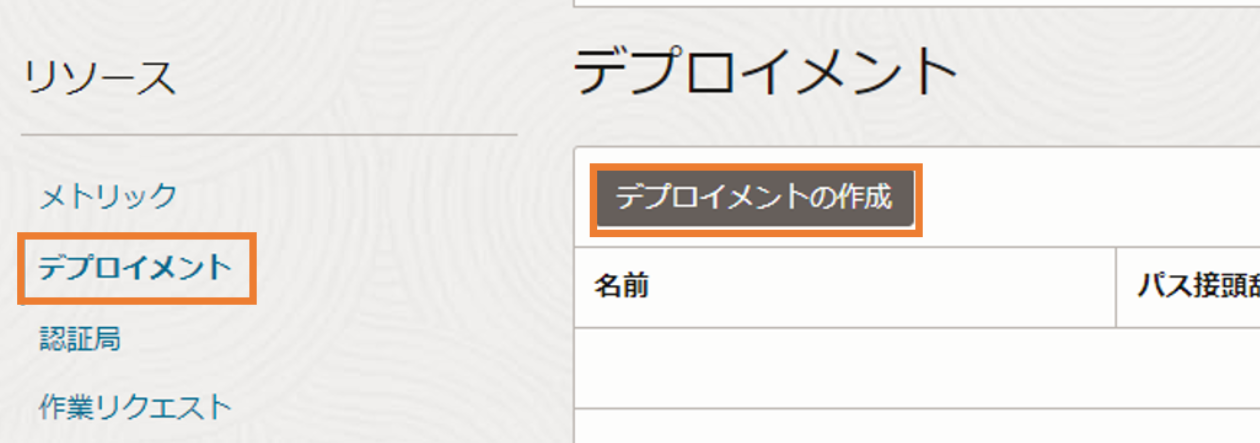 リソース
メトリック
デプロイメント
認証局
作業リクエスト
デプロイメント
デプロイメントの作成
名前
パス接頭